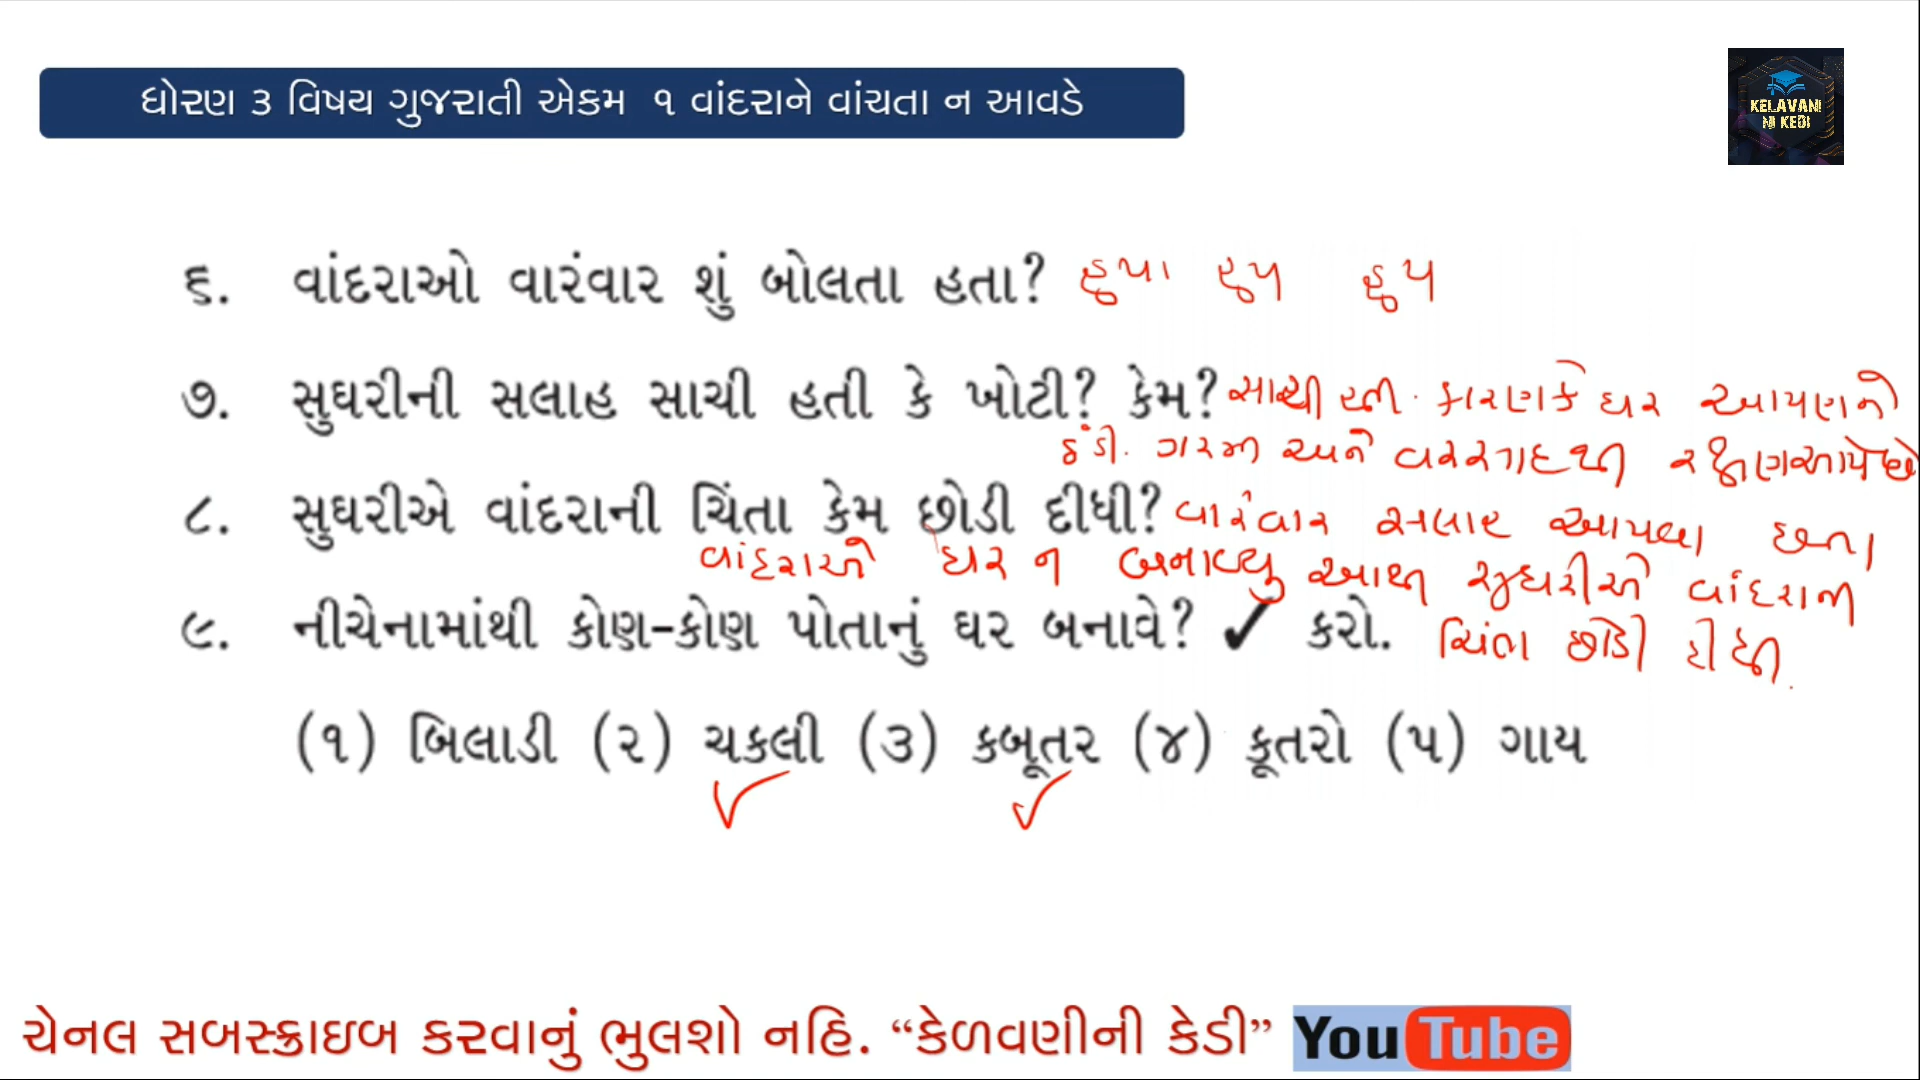 ધોરણ ૩ વિષય ગુજરાતી એકમ ૧ વાંદરાને વાંચતા ન આવડે
KELAVANI
NI KEDI
૬. વાંદરાઓ વારંવાર શું બોલતા હતા? હુપા હુપ હુપ
૭. સુઘરીની સલાહ સાચી હતી કે ખોટી? કેમ? સાચી હતી. કારણકે ઘર આપણને
ઠંડી. ગરમી અને વરસાદથી રક્ષણ આપે છે
૮. સુઘરીએ વાંદરાની ચિંતા કેમ છોડી દીધી? વારંવાર સલાહ આપવા છતા
વાંદરાએ ઘર ન બનાવ્યુ આથી સુઘરીએ વાંદરાની
૯. નીચેનામાંથી કોણ-કોણ પોતાનું ઘર બનાવે? ✓ કરો. ચિંતા છોડી દીધી.
(૧) બિલાડી (૨) ચકલી (૩) કબૂતર (૪) કૂતરો (૫) ગાય
ચેનલ સબસ્ક્રાઇબ કરવાનું ભુલશો નહિ. “કેળવણીની કેડી” YouTube